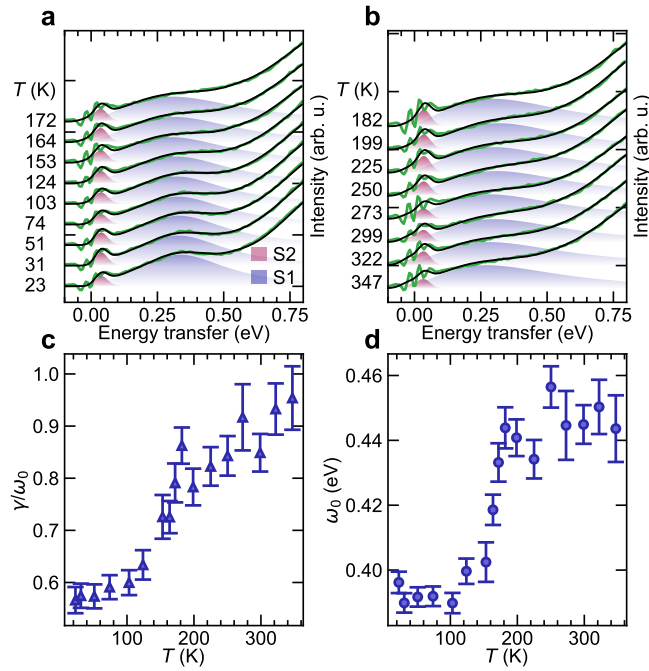 a
b
T (K)
172
164
153
124
103
74
51
31
23
S2
S1
Intensity (arb. u.)
0.00 0.25 0.50 0.75
Energy transfer (eV)
T (K)
182
199
225
250
273
299
322
347
Intensity (arb. u.)
0.00 0.25 0.50 0.75
Energy transfer (eV)
c
d
1.0
0.9
0.8
0.7
0.6
γ/ω₀
100 200 300
T (K)
0.46
0.44
0.42
0.40
ω₀ (eV)
100 200 300
T (K)